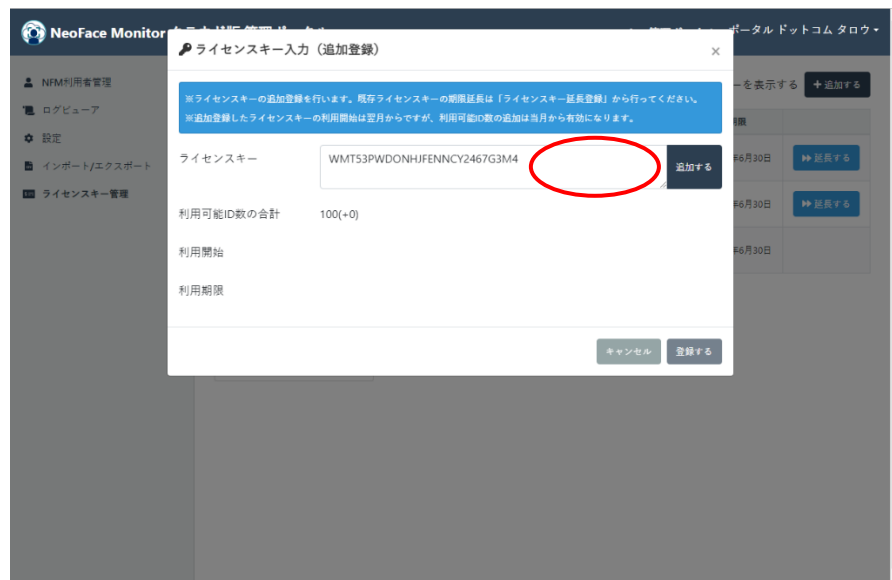 NeoFace Monitor
ポータル ドットコム タロウ
NFM利用者管理
ログビューア
設定
インポート/エクスポート
ライセンスキー管理
ーを表示する
+追加する
期限
年6月30日
延長する
年6月30日
延長する
年6月30日
ライセンスキー入力（追加登録）
×
※ライセンスキーの追加登録を行います。既存ライセンスキーの期限延長は「ライセンスキー延長登録」から行ってください。
※追加登録したライセンスキーの利用開始は翌月からですが、利用可能ID数の追加は当月から有効になります。
ライセンスキー
WMT53PWDONHJFENNCY2467G3M4
追加する
利用可能ID数の合計
100(+0)
利用開始
利用期限
キャンセル
登録する